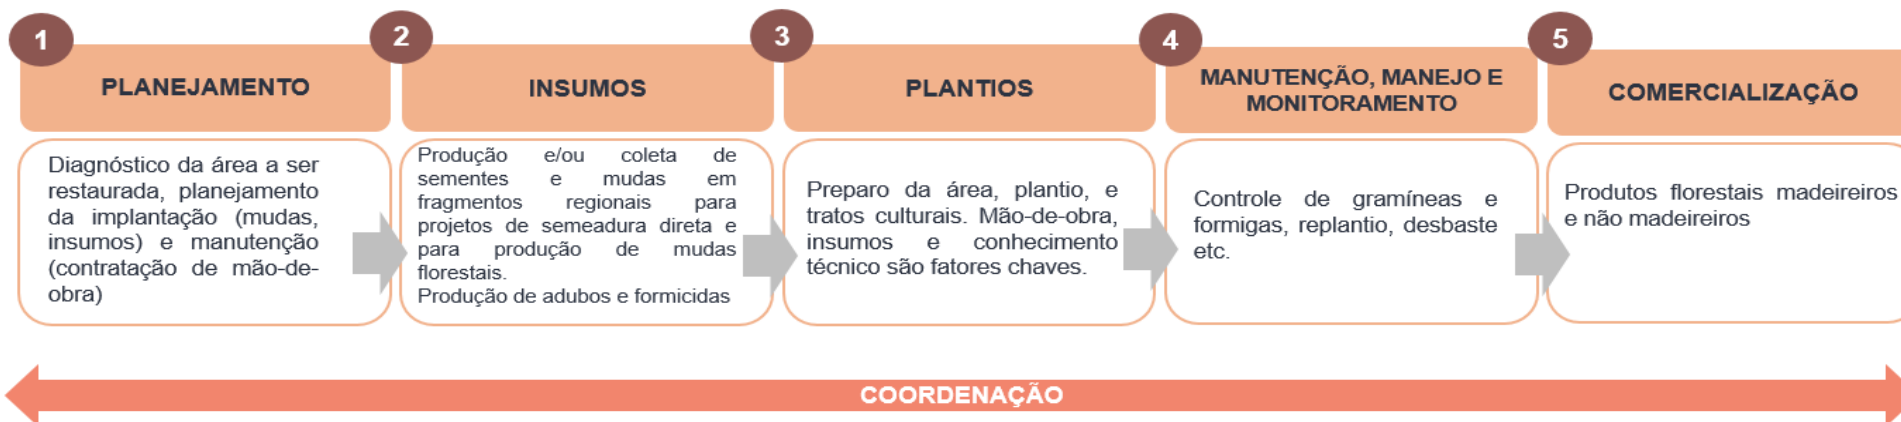 1
PLANEJAMENTO
Diagnóstico da área a ser
restaurada, planejamento
da implantação (mudas,
insumos) e manutenção
(contratação de mão-de-
obra)
2
INSUMOS
Produção e/ou coleta de
sementes e mudas em
fragmentos regionais para
projetos de semeadura direta e
para produção de mudas
florestais.
Produção de adubos e formicidas
3
PLANTIOS
Preparo da área, plantio, e
tratos culturais. Mão-de-obra,
insumos e conhecimento
técnico são fatores chaves.
4
MANUTENÇÃO, MANEJO E
MONITORAMENTO
Controle de gramíneas e
formigas, replantio, desbaste
etc.
5
COMERCIALIZAÇÃO
Produtos florestais madeireiros
e não madeireiros
COORDENAÇÃO